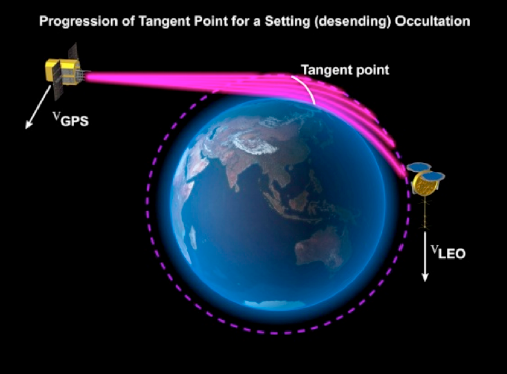 Progression of Tangent Point for a Setting (desending) Occultation
Tangent point
VGPS
VLEO